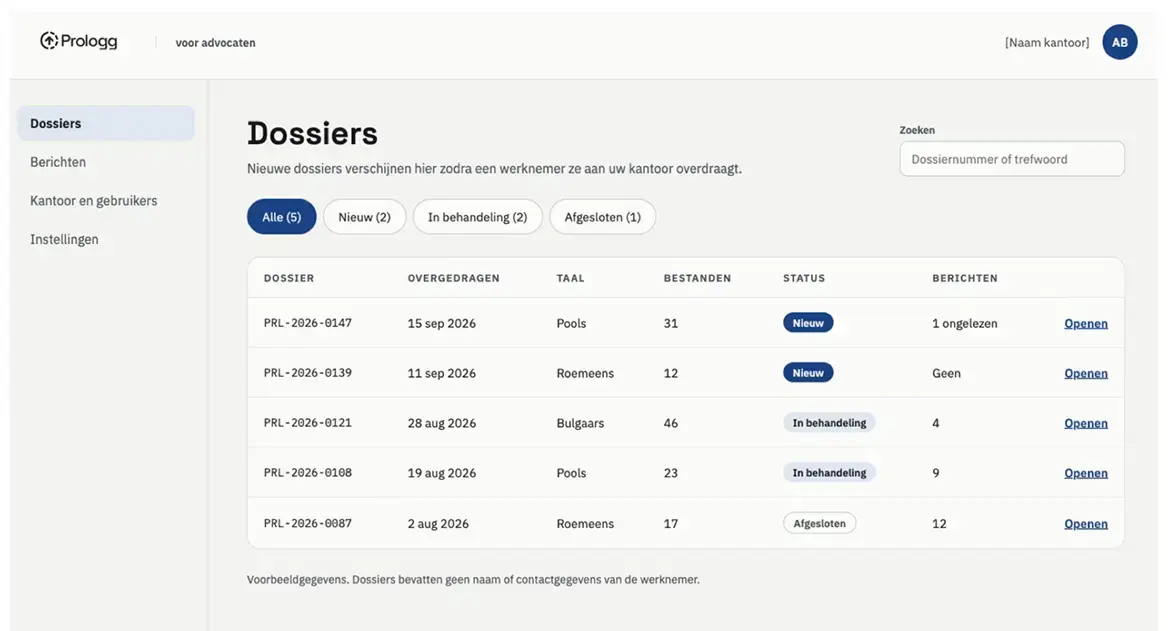 Prologg voor advocaten [Naam kantoor] AB
Dossiers
Berichten
Kantoor en gebruikers
Instellingen
Dossiers
Nieuwe dossiers verschijnen hier zodra een werknemer ze aan uw kantoor overdraagt.
Zoeken
Dossiernummer of trefwoord
Alle (5) Nieuw (2) In behandeling (2) Afgesloten (1)
DOSSIER OVERGEDRAGEN TAAL BESTANDEN STATUS BERICHTEN
PRL-2026-0147 15 sep 2026 Pools 31 Nieuw 1 ongelezen Openen
PRL-2026-0139 11 sep 2026 Roemeens 12 Nieuw Geen Openen
PRL-2026-0121 28 aug 2026 Bulgaars 46 In behandeling 4 Openen
PRL-2026-0108 19 aug 2026 Pools 23 In behandeling 9 Openen
PRL-2026-0087 2 aug 2026 Roemeens 17 Afgesloten 12 Openen
Voorbeeldgegevens. Dossiers bevatten geen naam of contactgegevens van de werknemer.